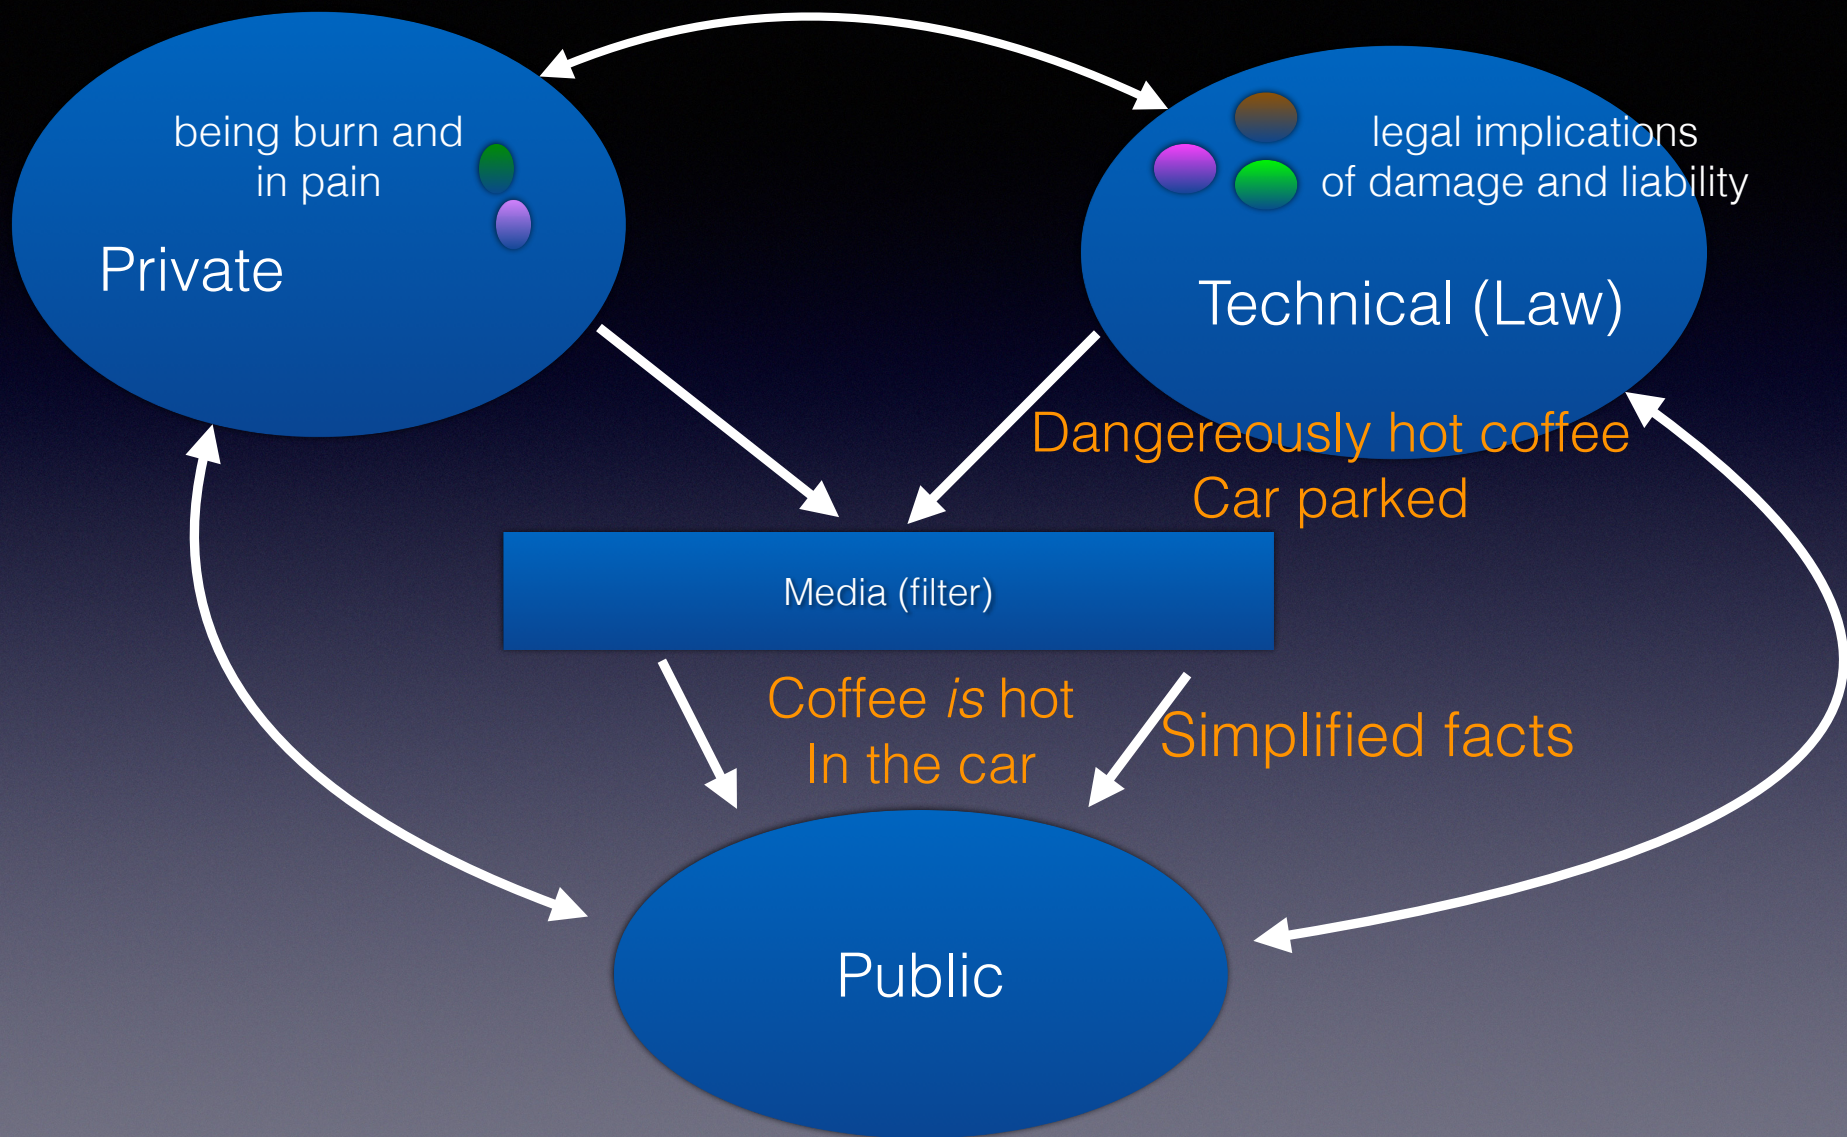 being burn and
in pain
Private
legal implications
of damage and liability
Technical (Law)
Dangereously hot coffee
Car parked
Media (filter)
Coffee is hot
In the car
Simplified facts
Public